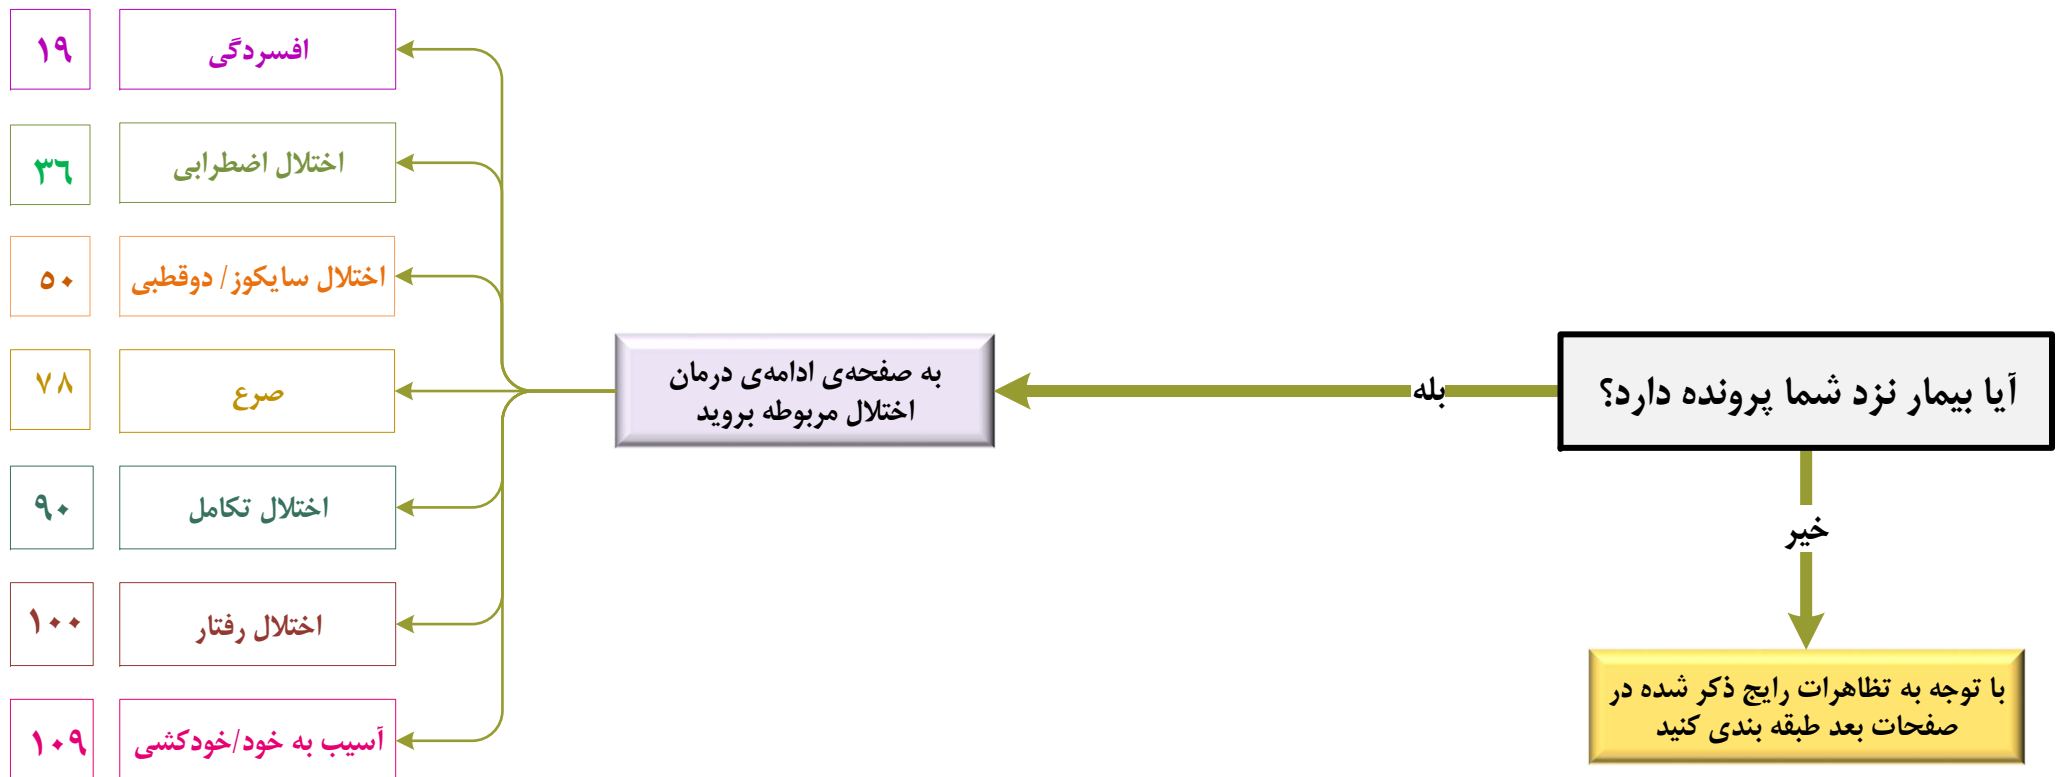 آیا بیمار نزد شما پرونده دارد؟
بله
به صفحه‌ی ادامه‌ی درمان
اختلال مربوطه بروید
افسردگی
۱۹
اختلال اضطرابی
۳۶
اختلال سایکوز/ دوقطبی
۵۰
صرع
۷۸
اختلال تکامل
۹۰
اختلال رفتار
۱۰۰
آسیب به خود/خودکشی
۱۰۹
خیر
با توجه به تظاهرات رایج ذکر شده در
صفحات بعد طبقه بندی کنید